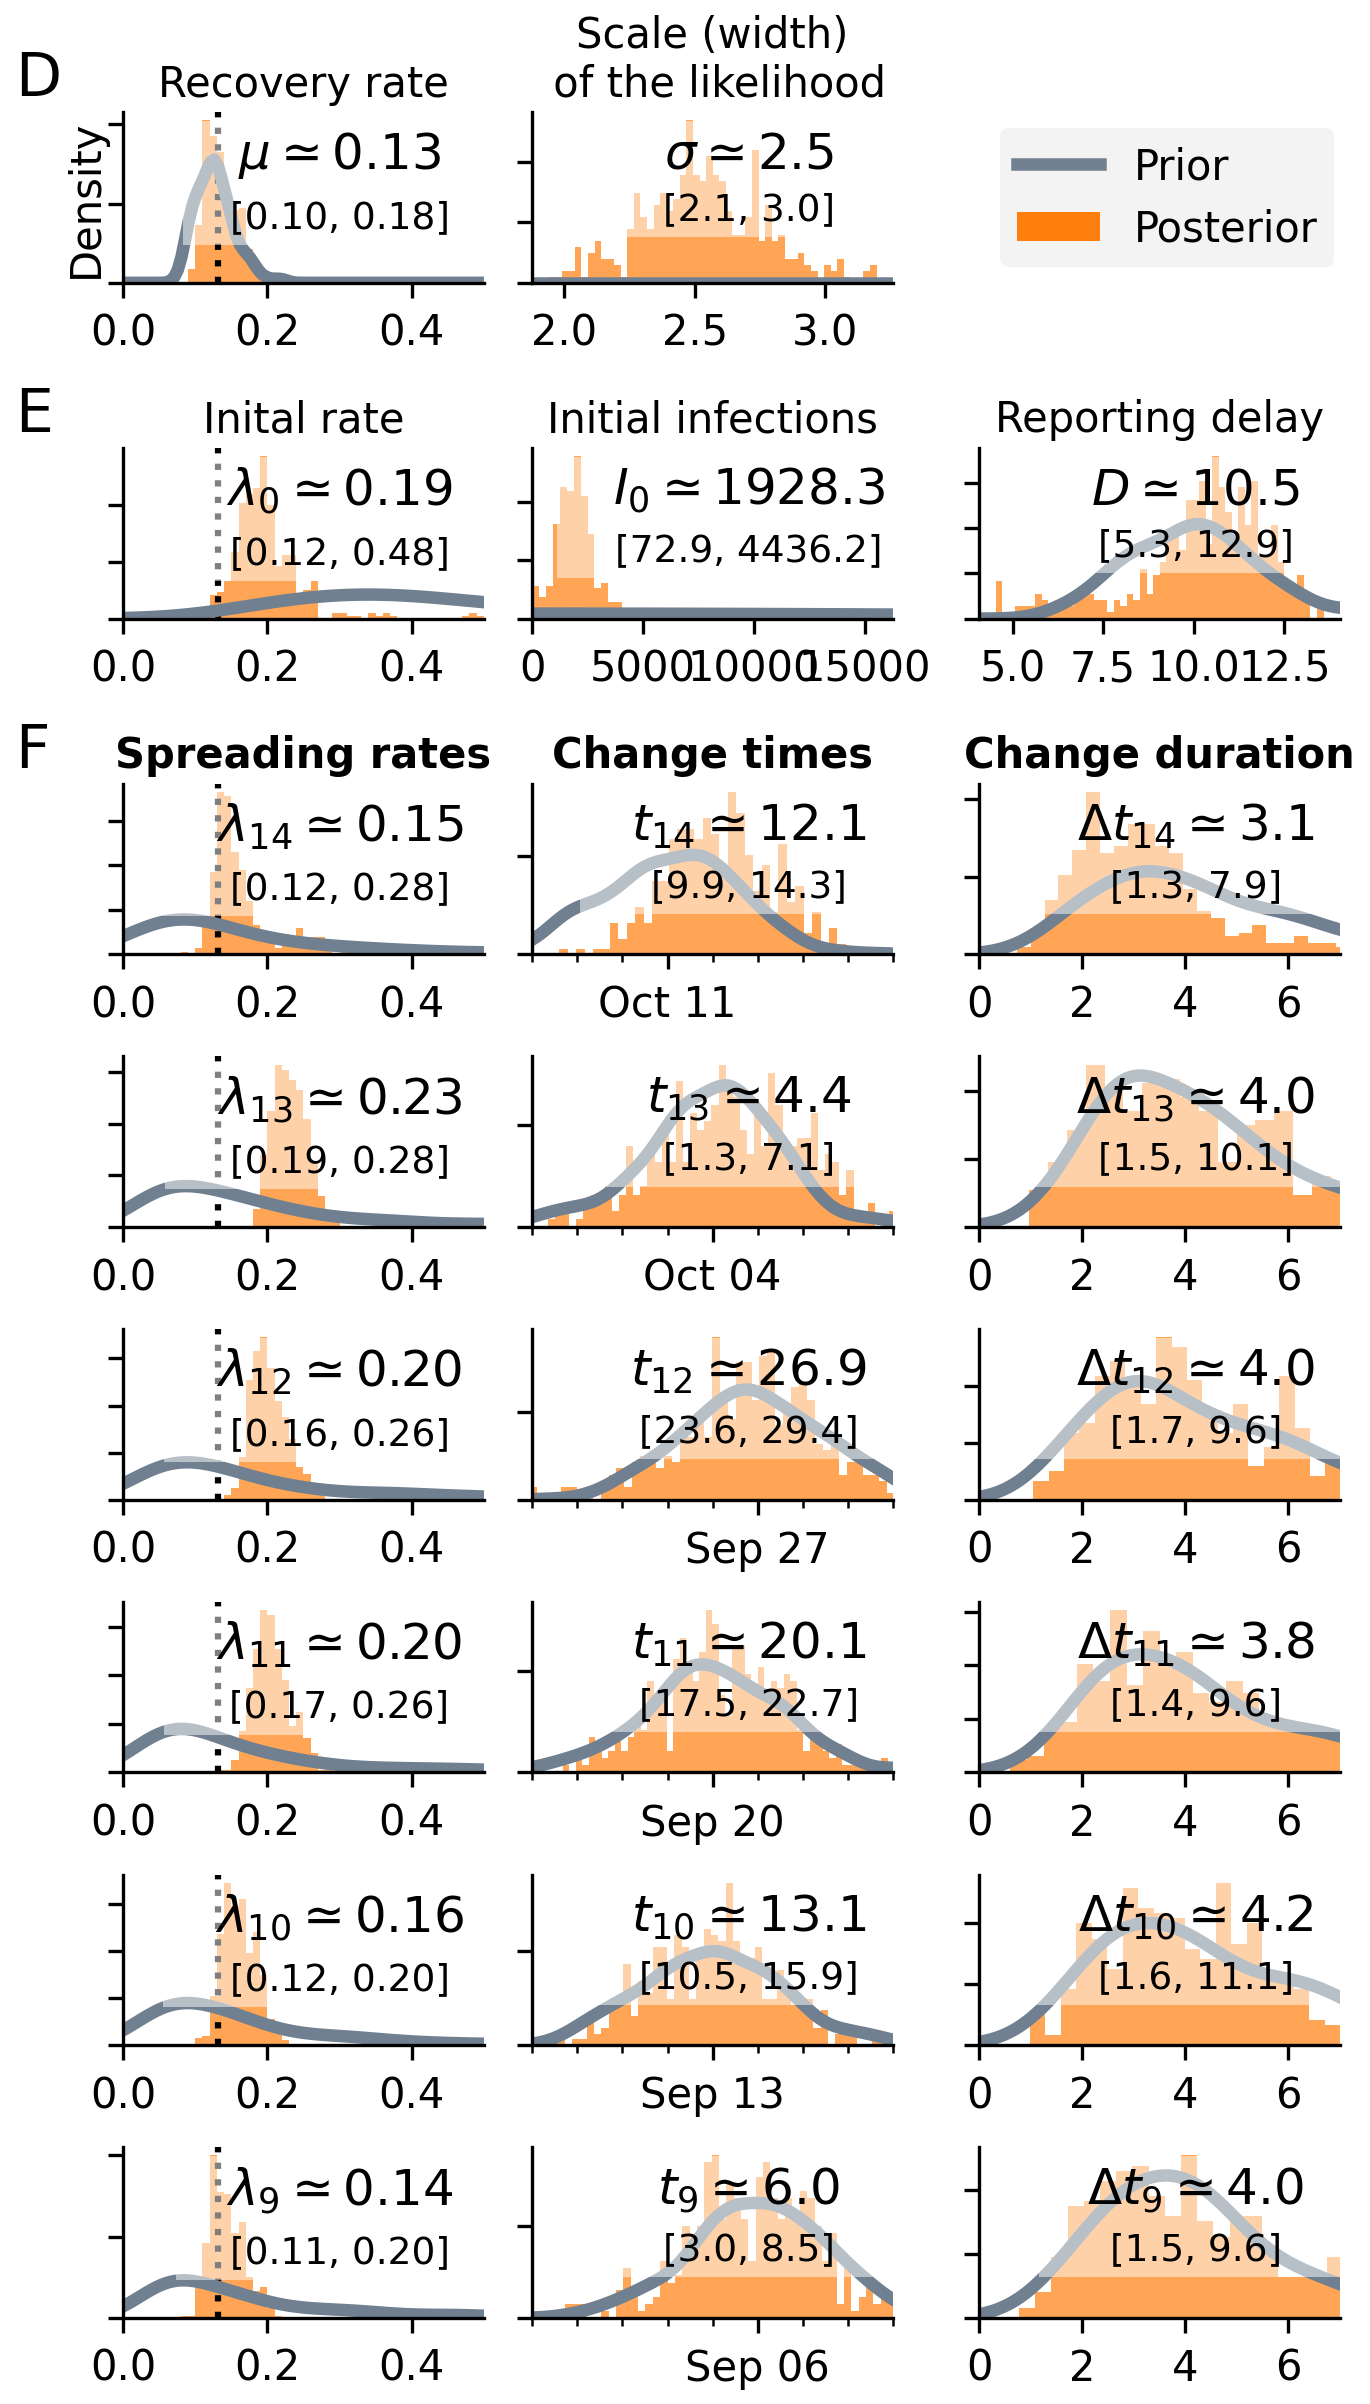 D
Recovery rate
Scale (width)
of the likelihood
Density
μ ≃ 0.13
[0.10, 0.18]
0.0 0.2 0.4
σ ≃ 2.5
[2.1, 3.0]
2.0 2.5 3.0
Prior
Posterior
E
Inital rate
λ0 ≃ 0.19
[0.12, 0.48]
0.0 0.2 0.4
Initial infections
I0 ≃ 1928.3
[72.9, 4436.2]
0 5000 10000 15000
Reporting delay
D ≃ 10.5
[5.3, 12.9]
5.0 7.5 10.0 12.5
F
Spreading rates
Change times
Change duration
λ14 ≃ 0.15
[0.12, 0.28]
0.0 0.2 0.4
t14 ≃ 12.1
[9.9, 14.3]
Oct 11
Δt14 ≃ 3.1
[1.3, 7.9]
0 2 4 6
λ13 ≃ 0.23
[0.19, 0.28]
0.0 0.2 0.4
t13 ≃ 4.4
[1.3, 7.1]
Oct 04
Δt13 ≃ 4.0
[1.5, 10.1]
0 2 4 6
λ12 ≃ 0.20
[0.16, 0.26]
0.0 0.2 0.4
t12 ≃ 26.9
[23.6, 29.4]
Sep 27
Δt12 ≃ 4.0
[1.7, 9.6]
0 2 4 6
λ11 ≃ 0.20
[0.17, 0.26]
0.0 0.2 0.4
t11 ≃ 20.1
[17.5, 22.7]
Sep 20
Δt11 ≃ 3.8
[1.4, 9.6]
0 2 4 6
λ10 ≃ 0.16
[0.12, 0.20]
0.0 0.2 0.4
t10 ≃ 13.1
[10.5, 15.9]
Sep 13
Δt10 ≃ 4.2
[1.6, 11.1]
0 2 4 6
λ9 ≃ 0.14
[0.11, 0.20]
0.0 0.2 0.4
t9 ≃ 6.0
[3.0, 8.5]
Sep 06
Δt9 ≃ 4.0
[1.5, 9.6]
0 2 4 6